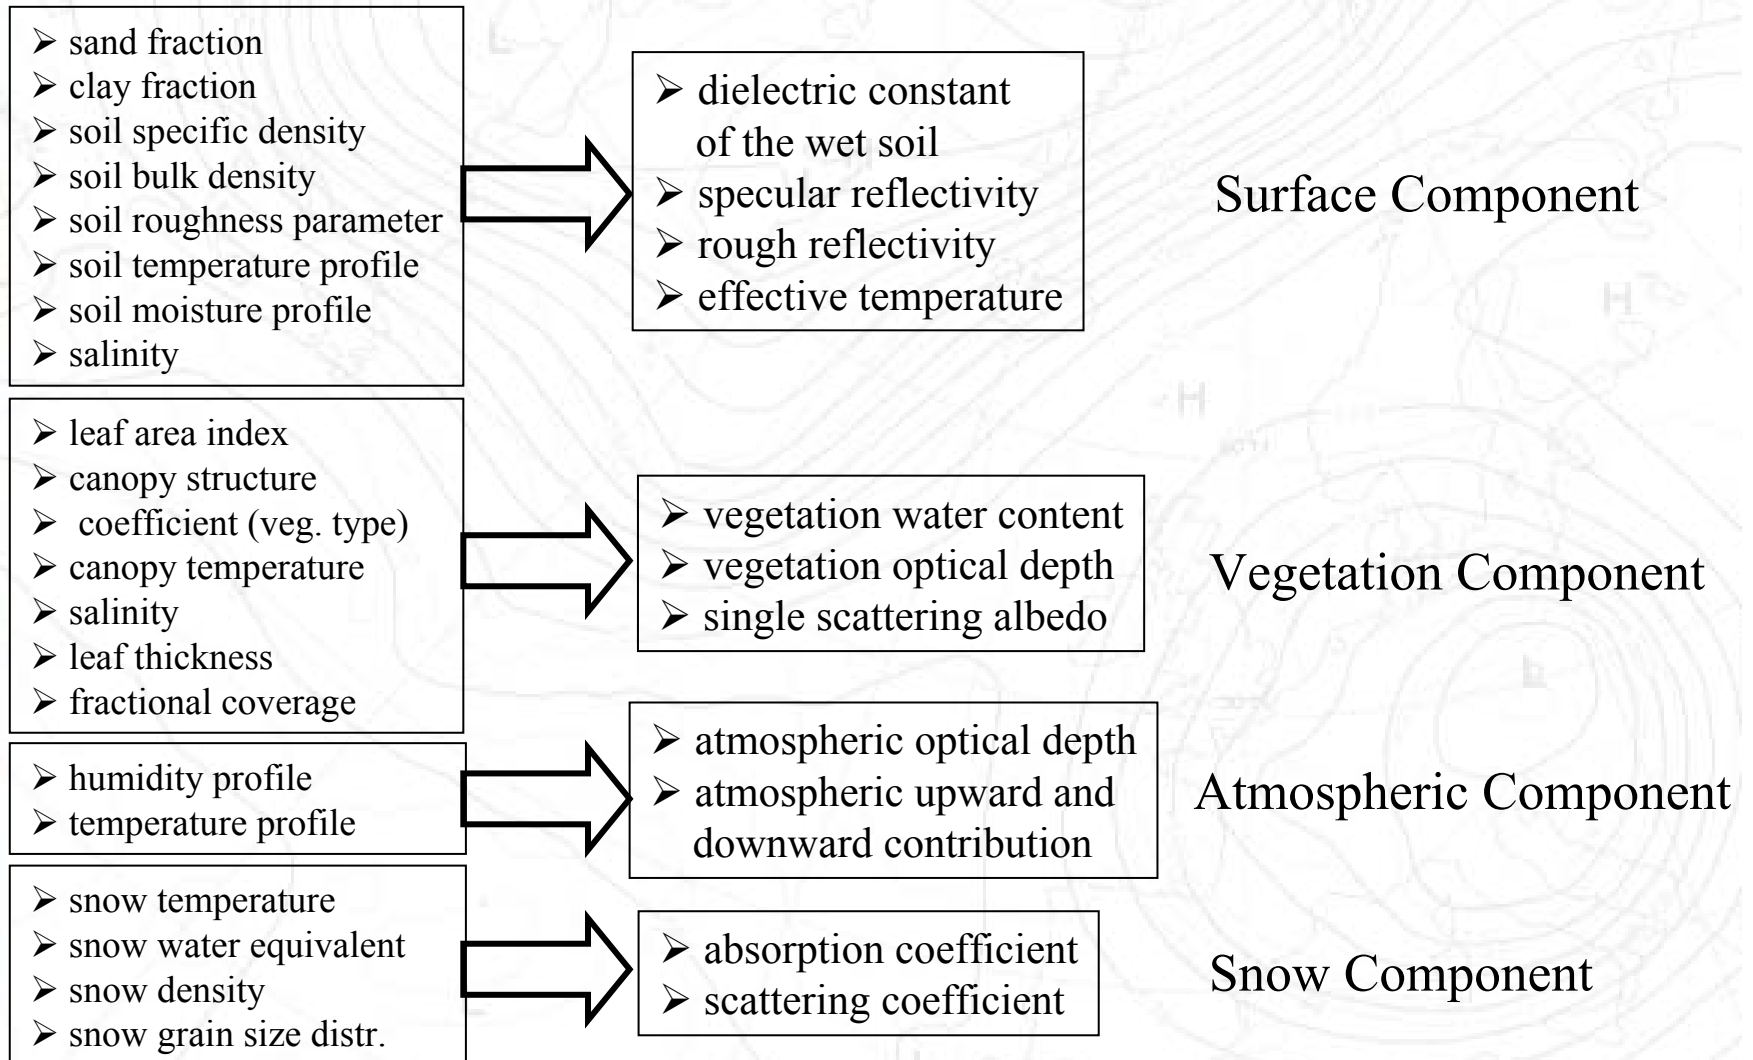 ➢ sand fraction
➢ clay fraction
➢ soil specific density
➢ soil bulk density
➢ soil roughness parameter
➢ soil temperature profile
➢ soil moisture profile
➢ salinity
➢ dielectric constant
of the wet soil
➢ specular reflectivity
➢ rough reflectivity
➢ effective temperature
Surface Component
➢ leaf area index
➢ canopy structure
➢ coefficient (veg. type)
➢ canopy temperature
➢ salinity
➢ leaf thickness
➢ fractional coverage
➢ vegetation water content
➢ vegetation optical depth
➢ single scattering albedo
Vegetation Component
➢ humidity profile
➢ temperature profile
➢ atmospheric optical depth
➢ atmospheric upward and
downward contribution
Atmospheric Component
➢ snow temperature
➢ snow water equivalent
➢ snow density
➢ snow grain size distr.
➢ absorption coefficient
➢ scattering coefficient
Snow Component
L
H
H
L